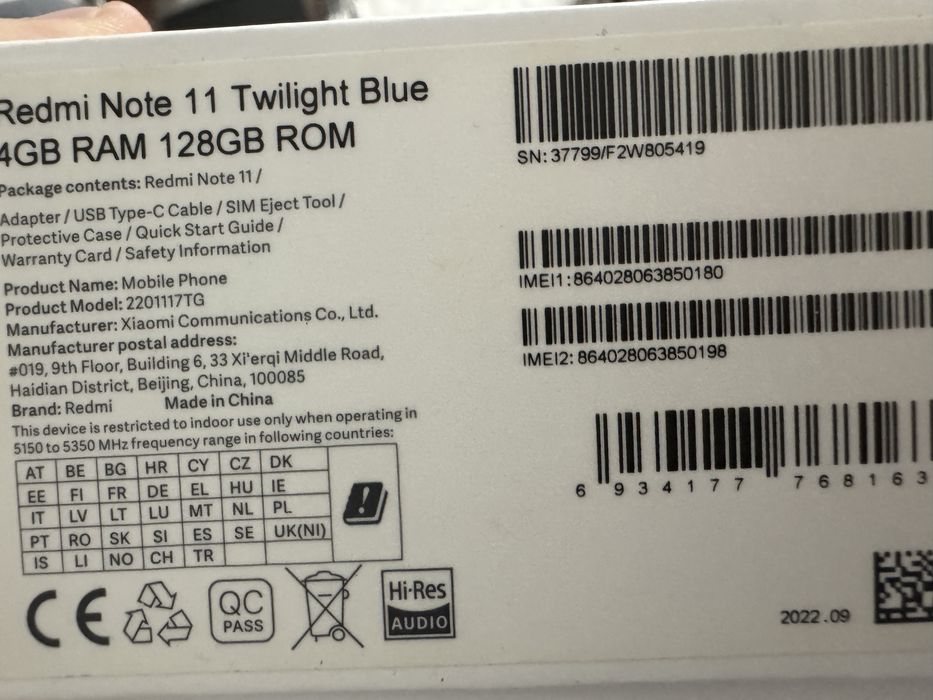 Redmi Note 11 Twilight Blue
4GB RAM 128GB ROM
Package contents: Redmi Note 11 /
Adapter / USB Type-C Cable / SIM Eject Tool /
Protective Case / Quick Start Guide /
Warranty Card / Safety Information
Product Name: Mobile Phone
Product Model: 2201117TG
Manufacturer: Xiaomi Communications Co., Ltd.
Manufacturer postal address:
#019, 9th Floor, Building 6, 33 Xi'erqi Middle Road,
Haidian District, Beijing, China, 100085
Brand: Redmi Made in China
This device is restricted to indoor use only when operating in
5150 to 5350 MHz frequency range in following countries:
AT BE BG HR CY CZ DK
EE FI FR DE EL HU IE
IT LV LT LU MT NL PL
PT RO SK SI ES SE UK(NI)
IS LI NO CH TR
CE
QC
PASS
Hi-Res
AUDIO
SN: 37799/F2W805419
IMEI1: 864028063850180
IMEI2: 864028063850198
6 934177 768163
2022.09